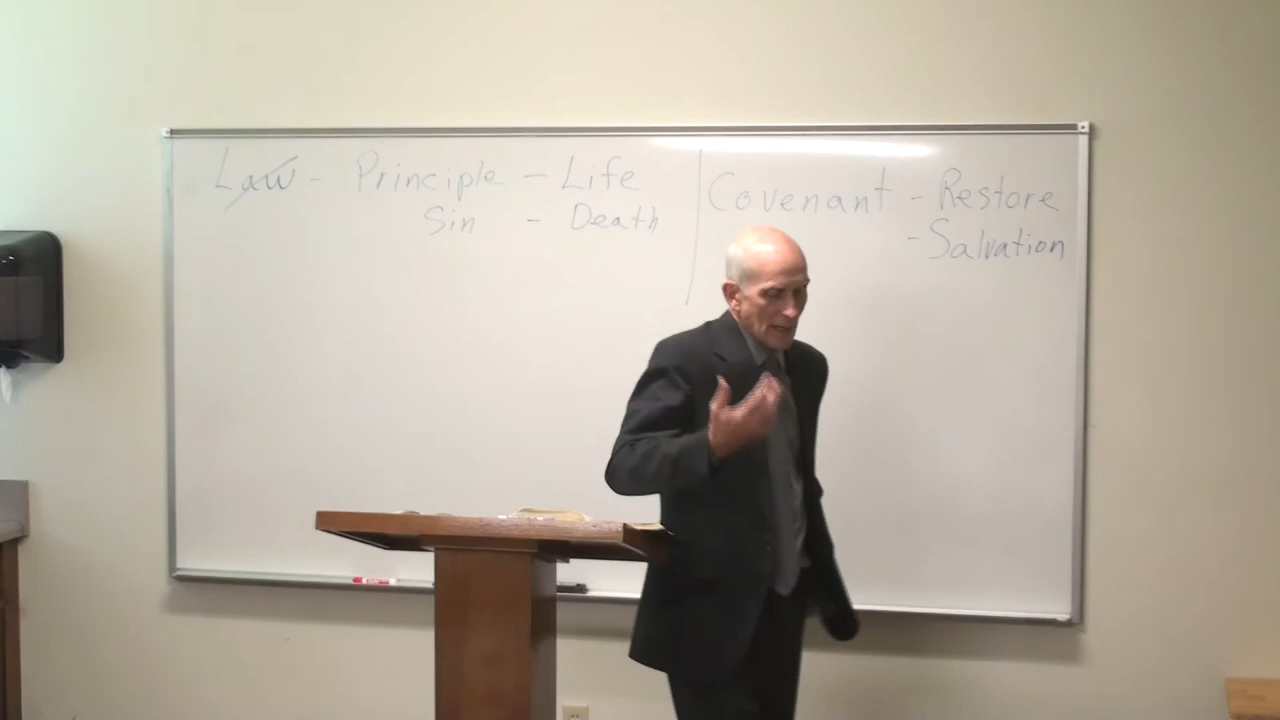 Law - Principle - Life
Sin - Death
Covenant - Restore
- Salvation